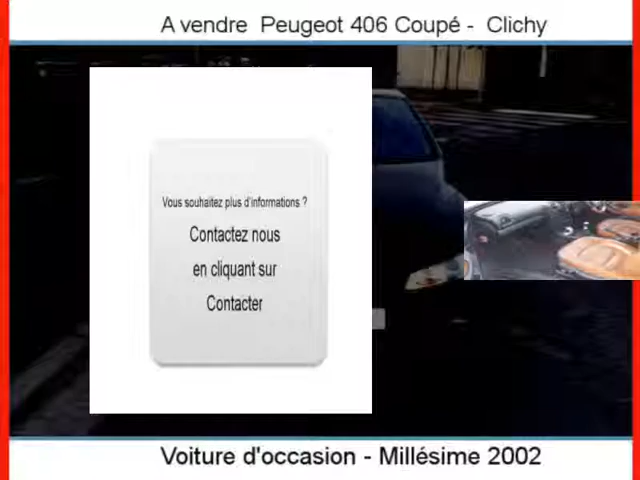 A vendre Peugeot 406 Coupé - Clichy
Vous souhaitez plus d'informations ?
Contactez nous
en cliquant sur
Contacter
Voiture d'occasion - Millésime 2002